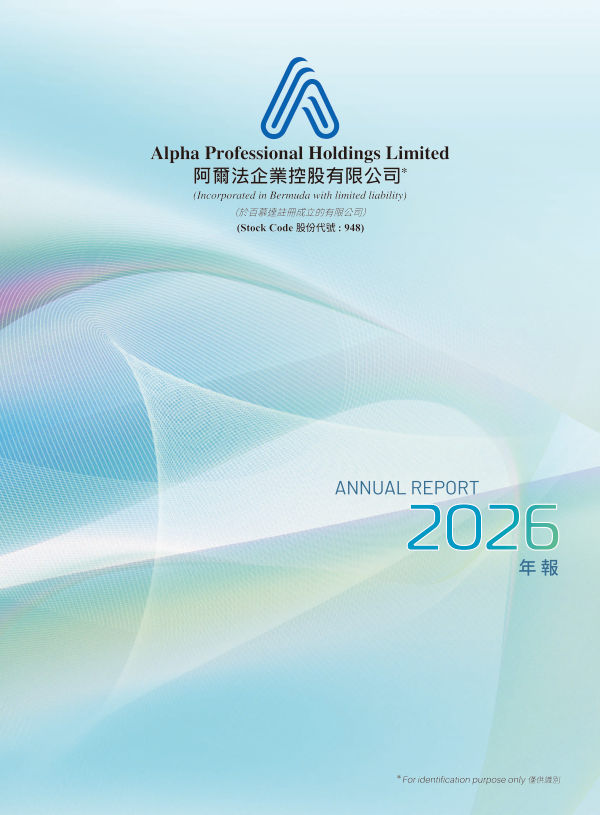 Alpha Professional Holdings Limited
阿爾法企業控股有限公司*
(Incorporated in Bermuda with limited liability)
(於百慕達註冊成立的有限公司)
(Stock Code 股份代號 : 948)
ANNUAL REPORT
2026
年報
* For identification purpose only 僅供識別